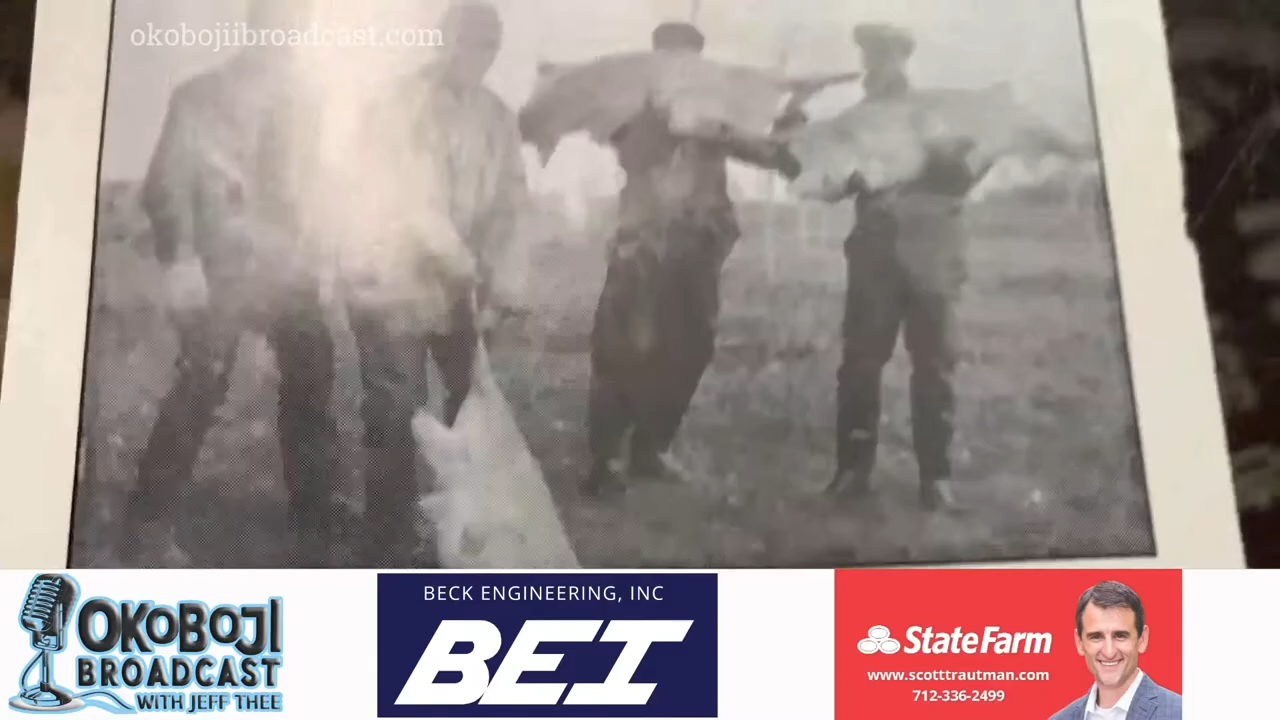 okobojiibroadcast.com
OKOBOJI
BROADCAST
WITH JEFF THEE
BECK ENGINEERING, INC
BEI
StateFarm
www.scotttrautman.com
712-336-2499